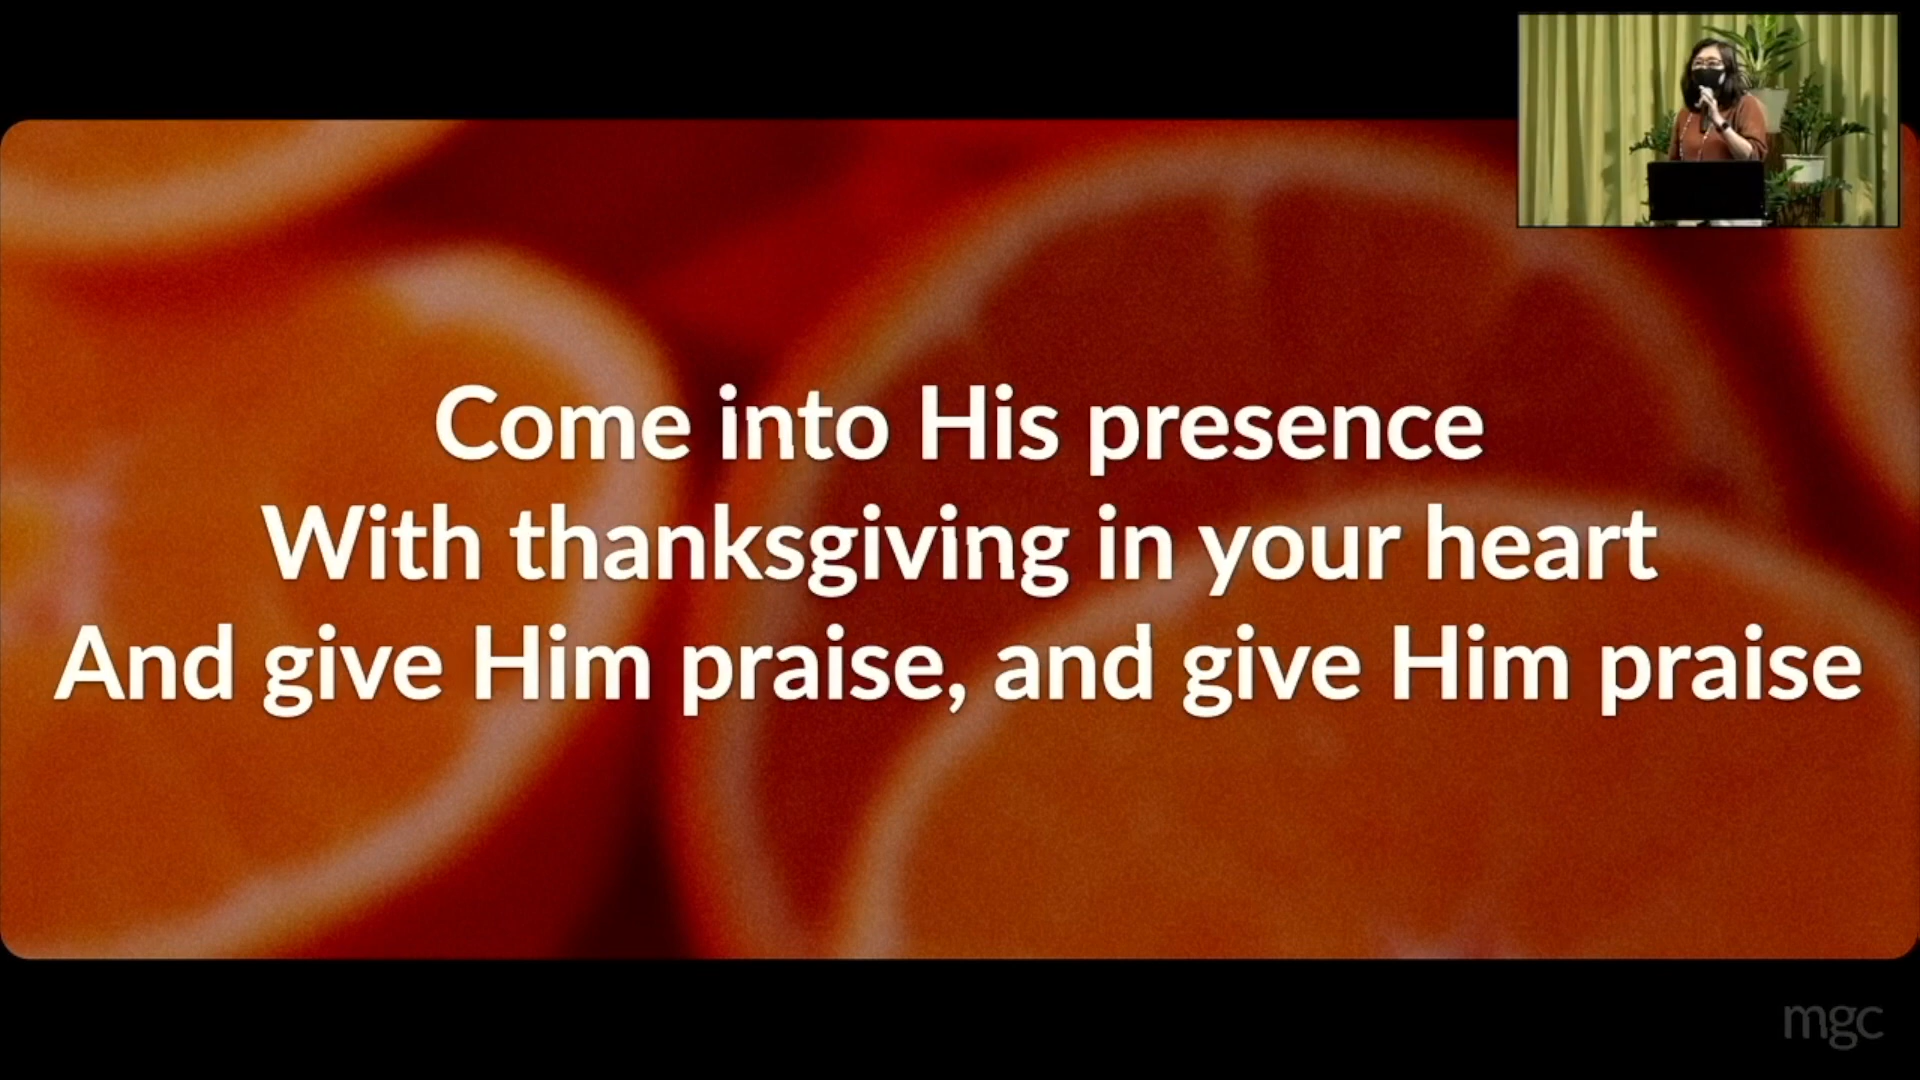 Come into His presence
With thanksgiving in your heart
And give Him praise, and give Him praise
mgc